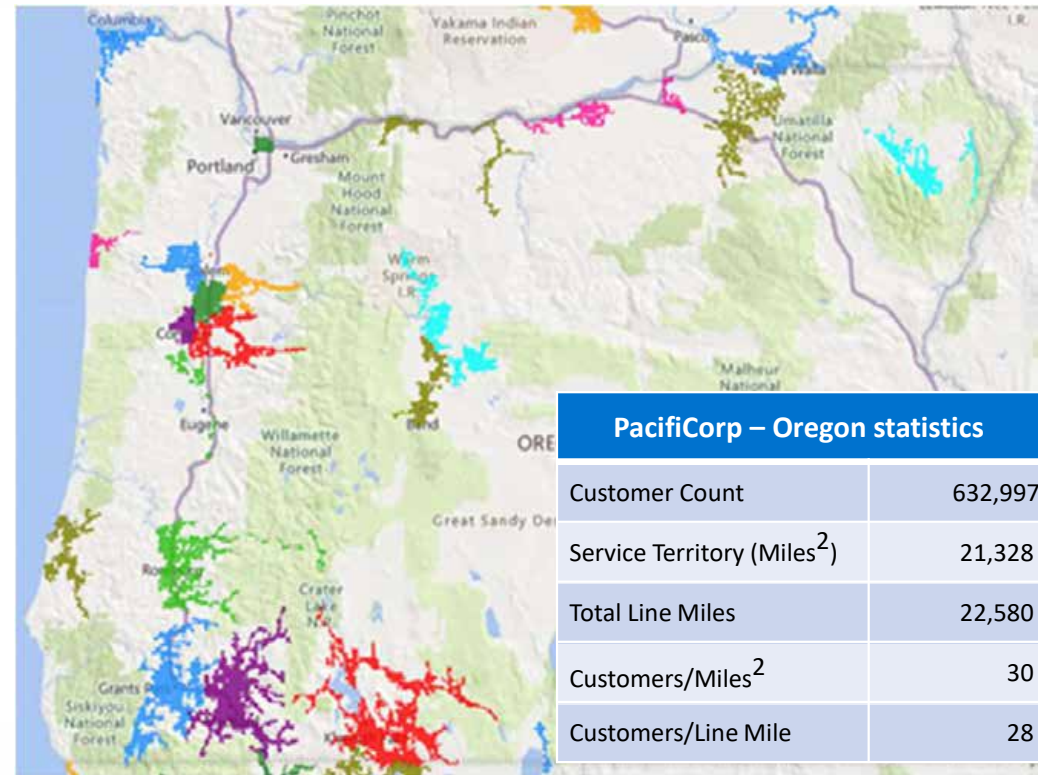 Columbia
Pinchot
National
Forest
Yakama Indian
Reservation
I.R.
Pasco
Walla Walla
Vancouver
Portland
Gresham
Mount
Hood
National
Forest
Umatilla
National
Forest
Warm
Springs
I.R.
Malheur
National
Eugene
Willamette
National
Forest
Bend
ORE
Great Sandy De
Crater
Lake
N.P.
Grants Pass
Siskiyou
National
Forest
PacifiCorp – Oregon statistics
Customer Count 632,997
Service Territory (Miles²) 21,328
Total Line Miles 22,580
Customers/Miles² 30
Customers/Line Mile 28